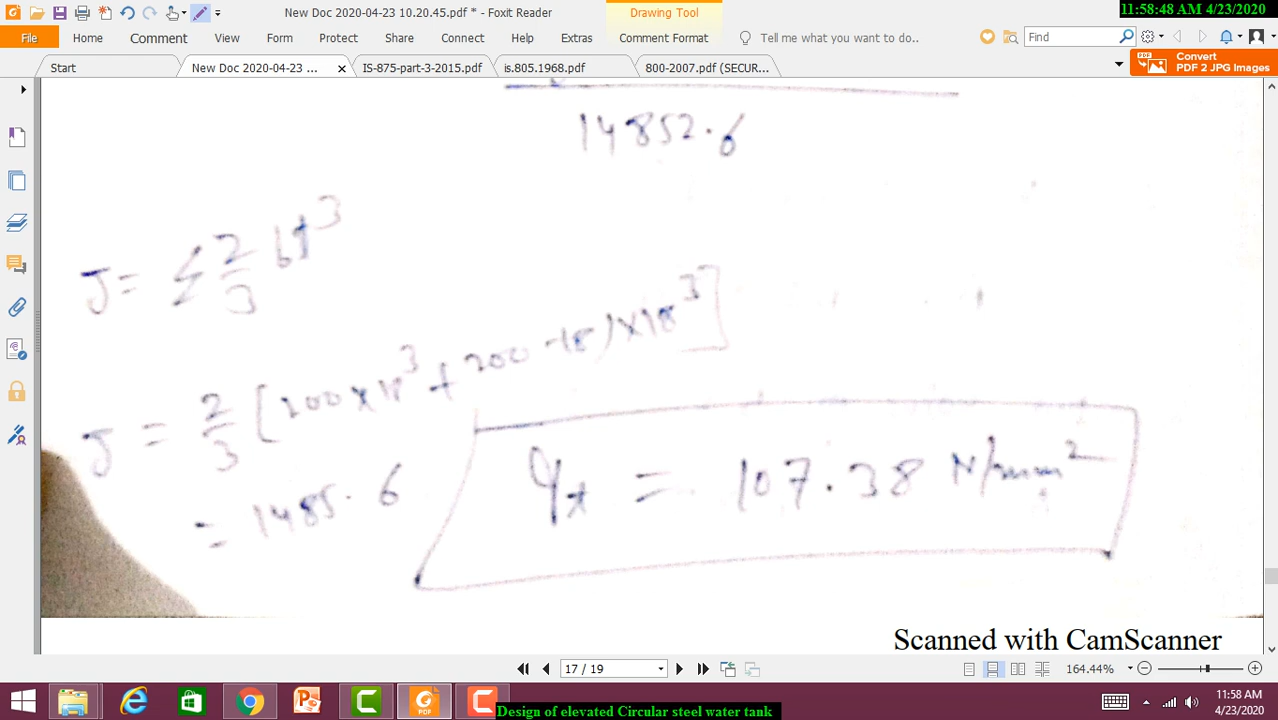 11:58:48 AM 4/23/2020
New Doc 2020-04-23 10.20.45.pdf * - Foxit Reader
Drawing Tool
File Home Comment View Form Protect Share Connect Help Extras Comment Format Tell me what you want to do.. Find
Start New Doc 2020-04-23 ... IS-875-part-3-wind.pdf is.805.1968.pdf 800-2007.pdf (SECUR...
Convert
PDF 2 JPG Images
14852.6
J = Σ 2/3 bt³
J = 2/3 [200×18³ + 200-18)×18³]
= 1485.6
= 107.38 N/mm²
Scanned with CamScanner
17 / 19
164.44%
PDF
11:58 AM
4/23/2020
Design of elevated Circular steel water tank